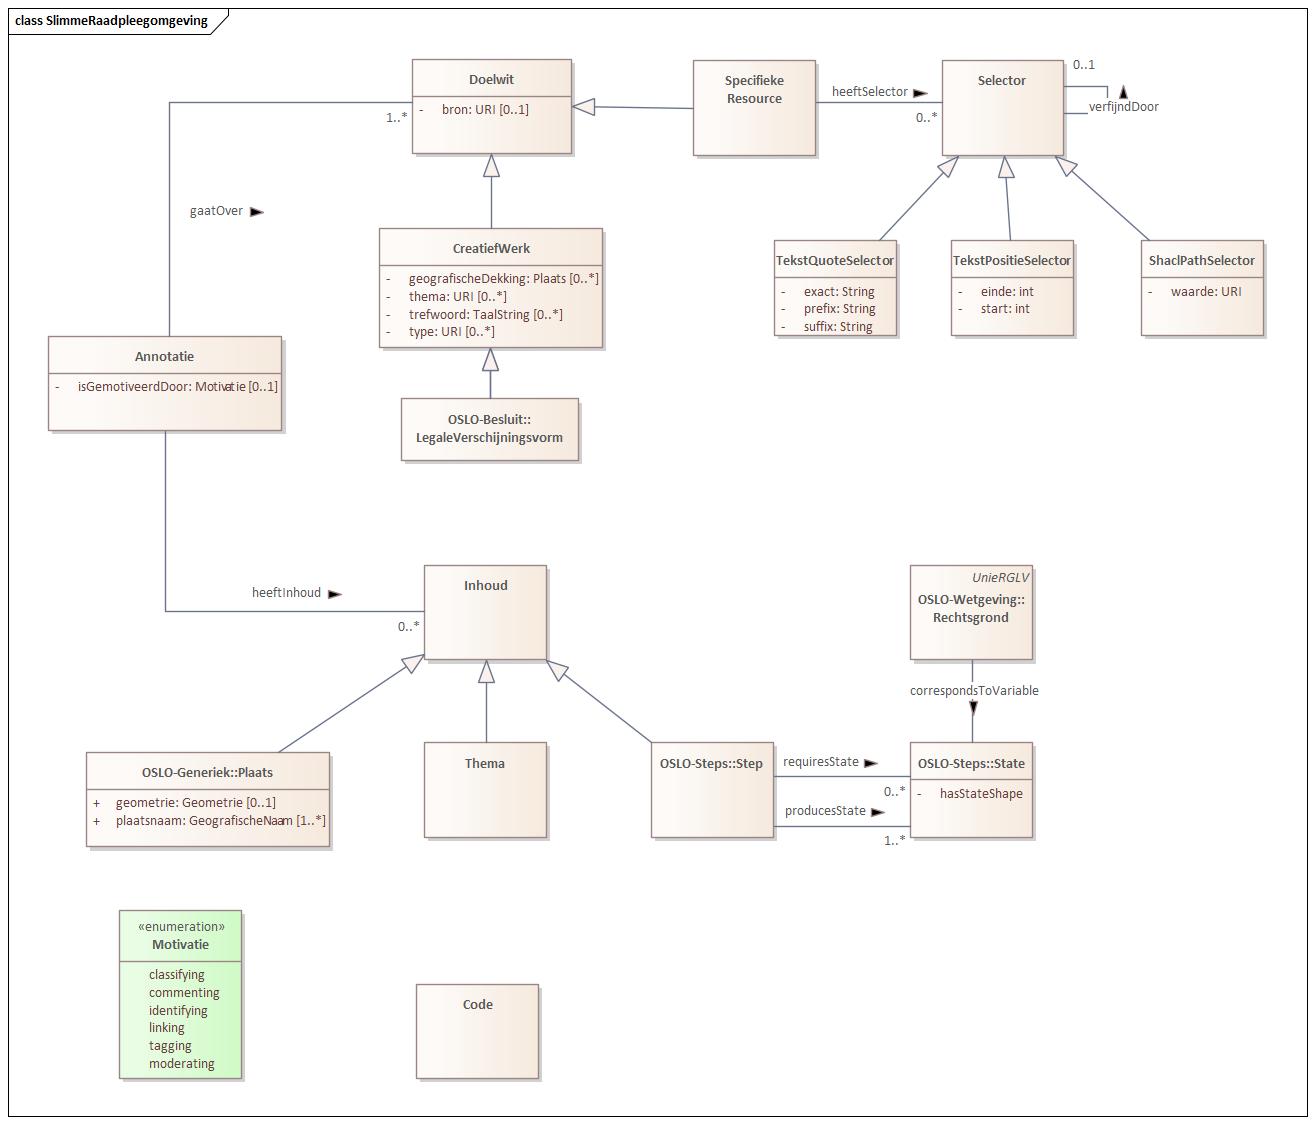 class SlimmeRaadpleegomgeving
Doelwit
- bron: URI [0..1]
1..*
Specifieke
Resource
heeftSelector
0..*
Selector
0..1
verfijndDoor
gaatOver
CreatiefWerk
- geografischeDekking: Plaats [0..*]
- thema: URI [0..*]
- trefwoord: TaalString [0..*]
- type: URI [0..*]
TekstQuoteSelector
- exact: String
- prefix: String
- suffix: String
TekstPositieSelector
- einde: int
- start: int
ShaclPathSelector
- waarde: URI
Annotatie
- isGemotiveerdDoor: Motivatie [0..1]
OSLO-Besluit::
LegaleVerschijningsvorm
heeftInhoud
0..*
Inhoud
UnieRGLV
OSLO-Wetgeving::
Rechtsgrond
correspondsToVariable
OSLO-Generiek::Plaats
+ geometrie: Geometrie [0..1]
+ plaatsnaam: GeografischeNaam [1..*]
Thema
OSLO-Steps::Step
requiresState
0..*
producesState
1..*
OSLO-Steps::State
- hasStateShape
«enumeration»
Motivatie
classifying
commenting
identifying
linking
tagging
moderating
Code